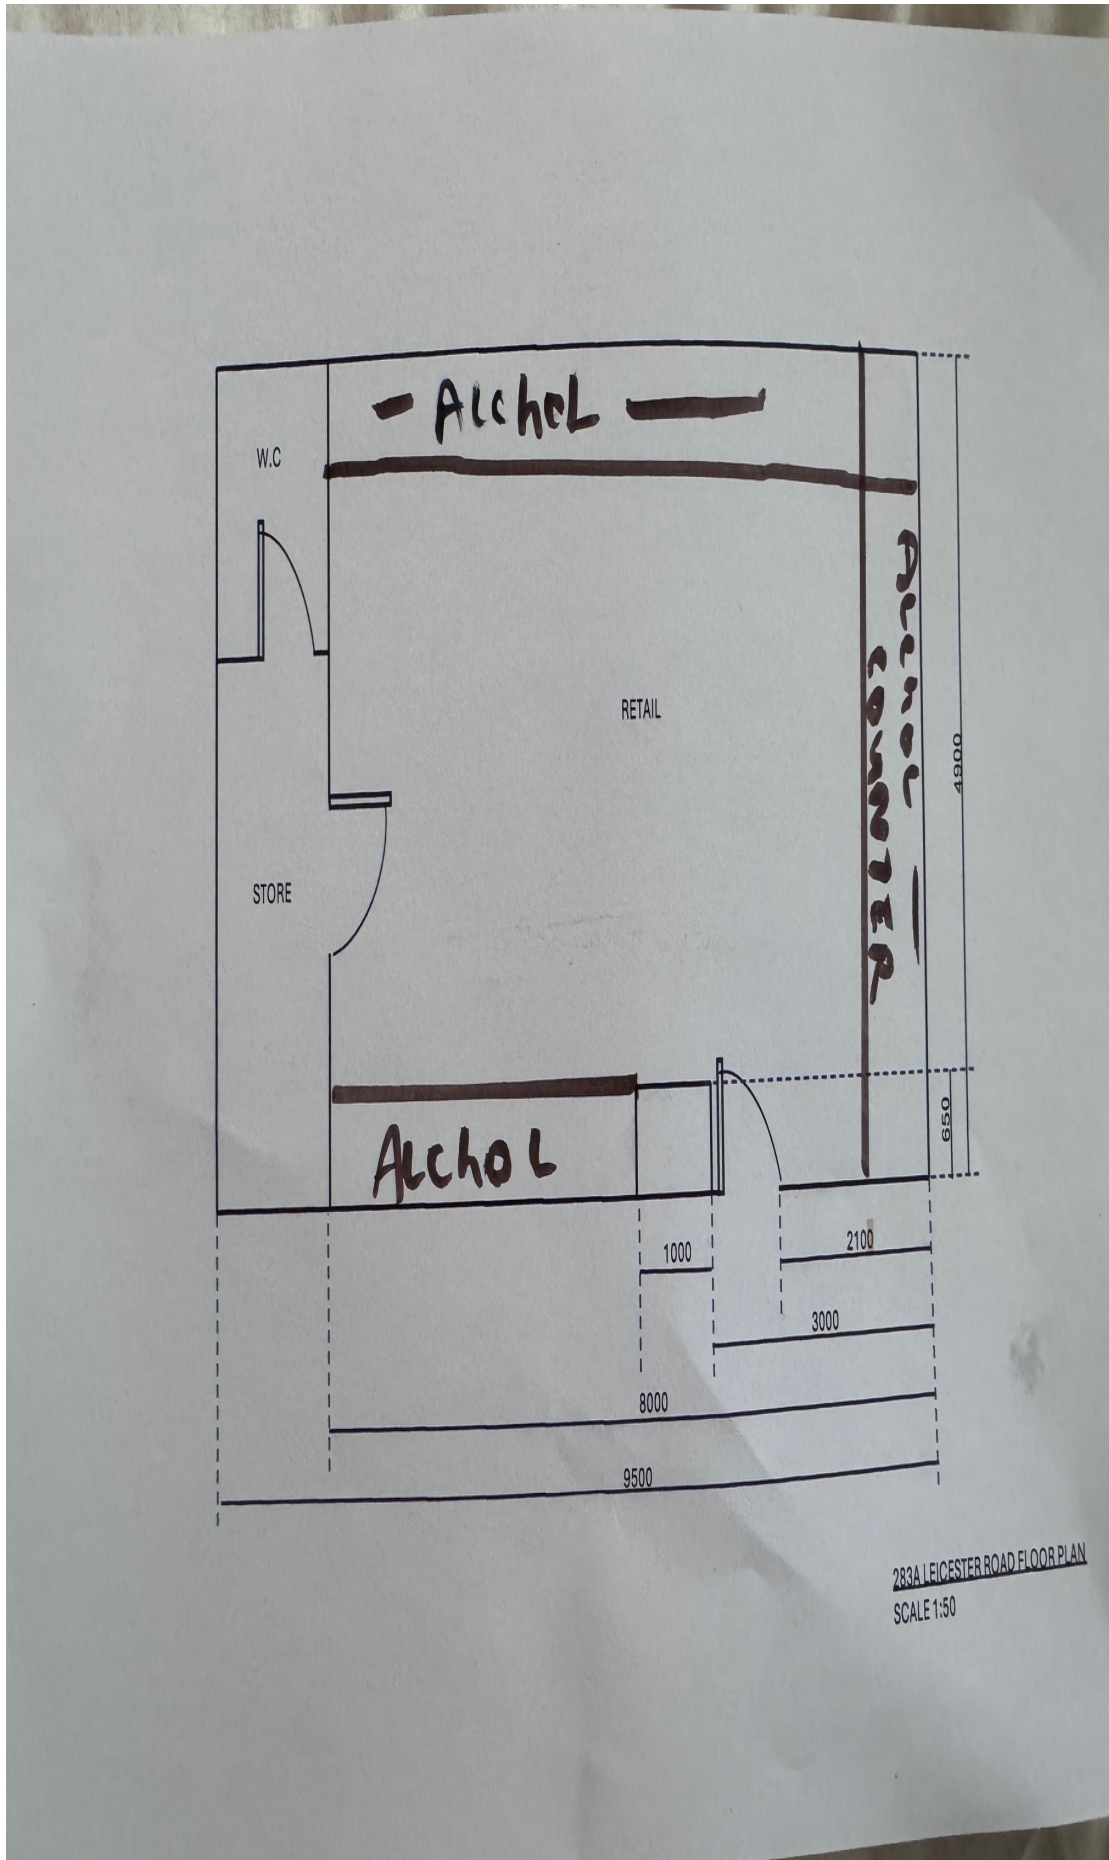 - ALchoL —
W.C
ALchoL
COUNTER
RETAIL
4900
STORE
650
ALchoL
1000
2100
3000
8000
9500
283A LEICESTER ROAD FLOOR PLAN
SCALE 1:50